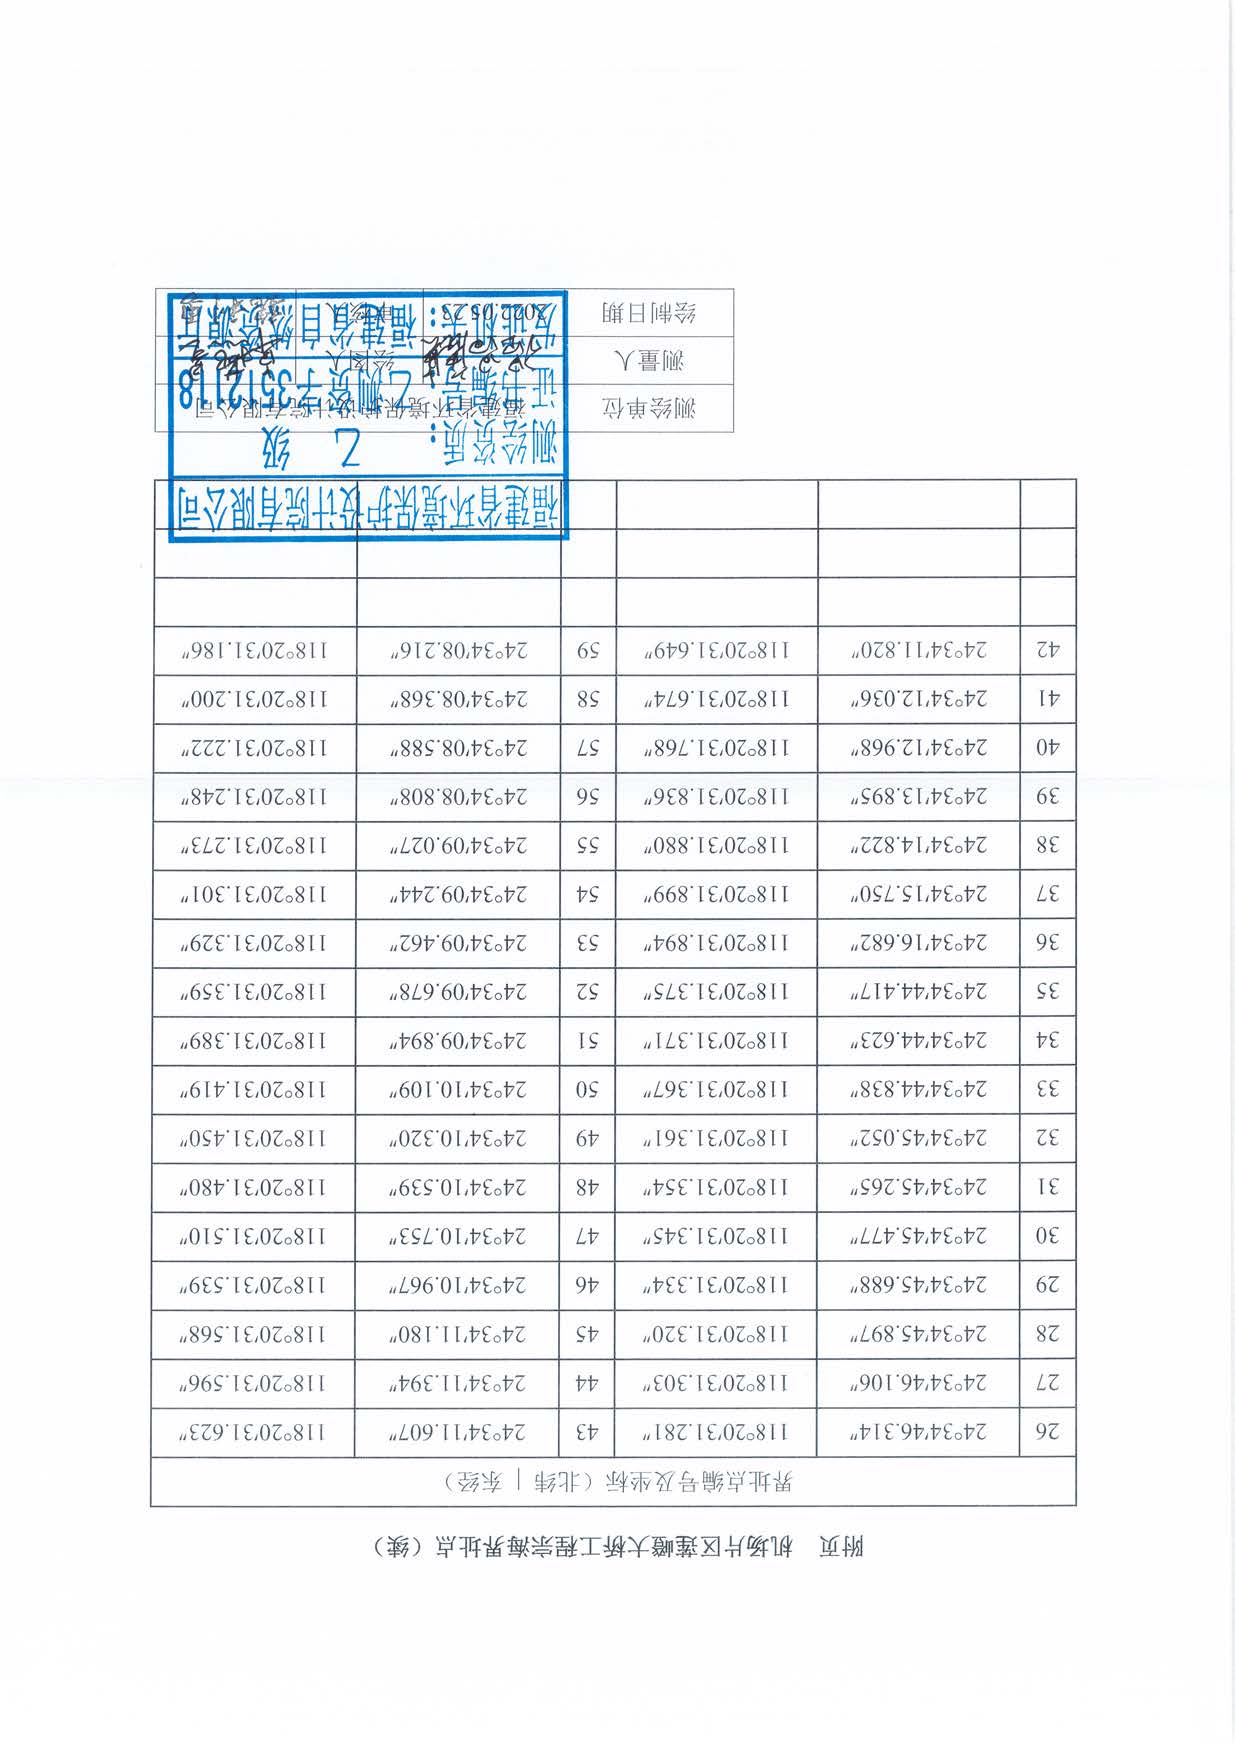 附页　机场片区莲嶝大桥工程宗海界址点（续）
界址点编号及坐标（北纬 | 东经）
26 24°34′46.314″ 118°20′31.281″ 43 24°34′11.607″ 118°20′31.623″
27 24°34′46.106″ 118°20′31.303″ 44 24°34′11.394″ 118°20′31.596″
28 24°34′45.897″ 118°20′31.320″ 45 24°34′11.180″ 118°20′31.568″
29 24°34′45.688″ 118°20′31.334″ 46 24°34′10.967″ 118°20′31.539″
30 24°34′45.477″ 118°20′31.345″ 47 24°34′10.753″ 118°20′31.510″
31 24°34′45.265″ 118°20′31.354″ 48 24°34′10.539″ 118°20′31.480″
32 24°34′45.052″ 118°20′31.361″ 49 24°34′10.320″ 118°20′31.450″
33 24°34′44.838″ 118°20′31.367″ 50 24°34′10.109″ 118°20′31.419″
34 24°34′44.623″ 118°20′31.371″ 51 24°34′09.894″ 118°20′31.389″
35 24°34′44.417″ 118°20′31.375″ 52 24°34′09.678″ 118°20′31.359″
36 24°34′16.682″ 118°20′31.894″ 53 24°34′09.462″ 118°20′31.329″
37 24°34′15.750″ 118°20′31.899″ 54 24°34′09.244″ 118°20′31.301″
38 24°34′14.822″ 118°20′31.880″ 55 24°34′09.027″ 118°20′31.273″
39 24°34′13.895″ 118°20′31.836″ 56 24°34′08.808″ 118°20′31.248″
40 24°34′12.968″ 118°20′31.768″ 57 24°34′08.588″ 118°20′31.222″
41 24°34′12.036″ 118°20′31.674″ 58 24°34′08.368″ 118°20′31.200″
42 24°34′11.820″ 118°20′31.649″ 59 24°34′08.216″ 118°20′31.186″
福建省环境保护设计院有限公司
测绘资质：乙 级
证书编号：乙测资字3512118
发证机关：福建省自然资源厅
测绘单位 福建省环境保护设计院有限公司
测量人 绘图人
绘制日期 2022.05.23 审核人